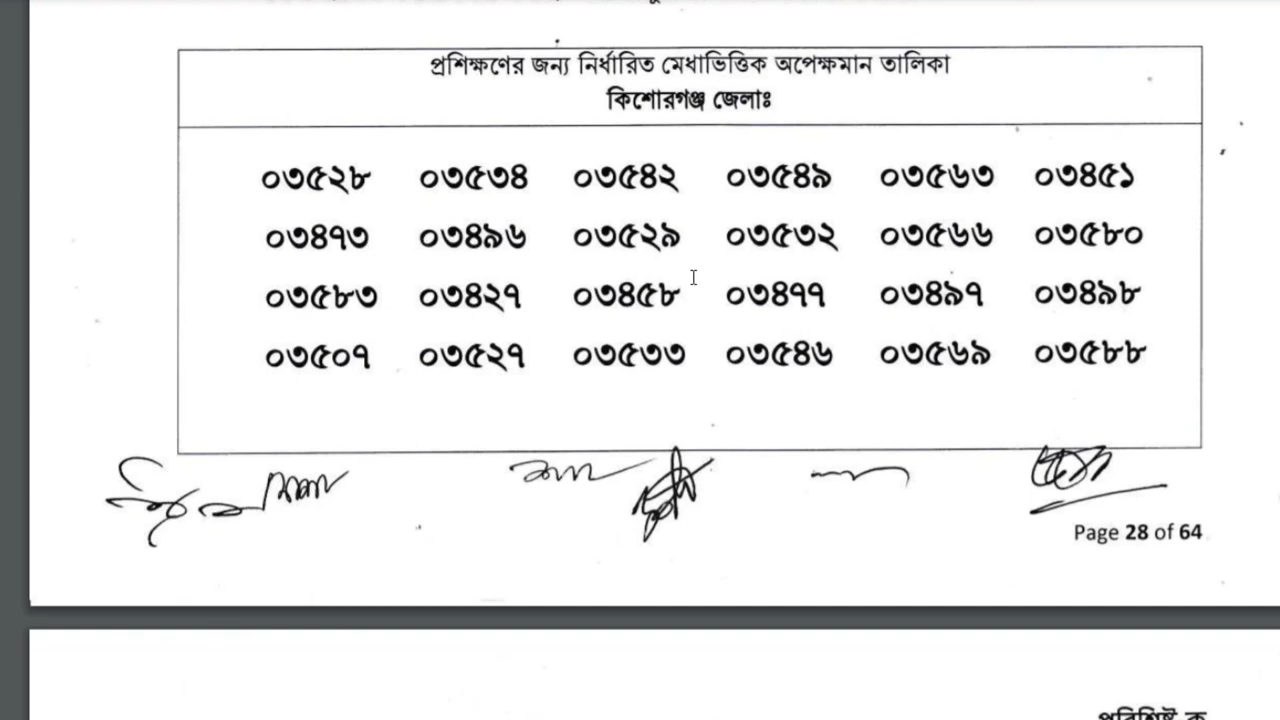 প্রশিক্ষণের জন্য নির্ধারিত মেধাভিত্তিক অপেক্ষমান তালিকা
কিশোরগঞ্জ জেলাঃ
০৩৫২৮ ০৩৫৩৪ ০৩৫৪২ ০৩৫৪৯ ০৩৫৬৩ ০৩৪৫১
০৩৪৭৩ ০৩৪৯৬ ০৩৫২৯ ০৩৫৩২ ০৩৫৬৬ ০৩৫৮০
০৩৫৮৩ ০৩৪২৭ ০৩৪৫৮ ০৩৪৭৭ ০৩৪৯৭ ০৩৪৯৮
০৩৫০৭ ০৩৫২৭ ০৩৫৩৩ ০৩৫৪৬ ০৩৫৬৯ ০৩৫৮৮
Page 28 of 64
পরিশিষ্ট ক